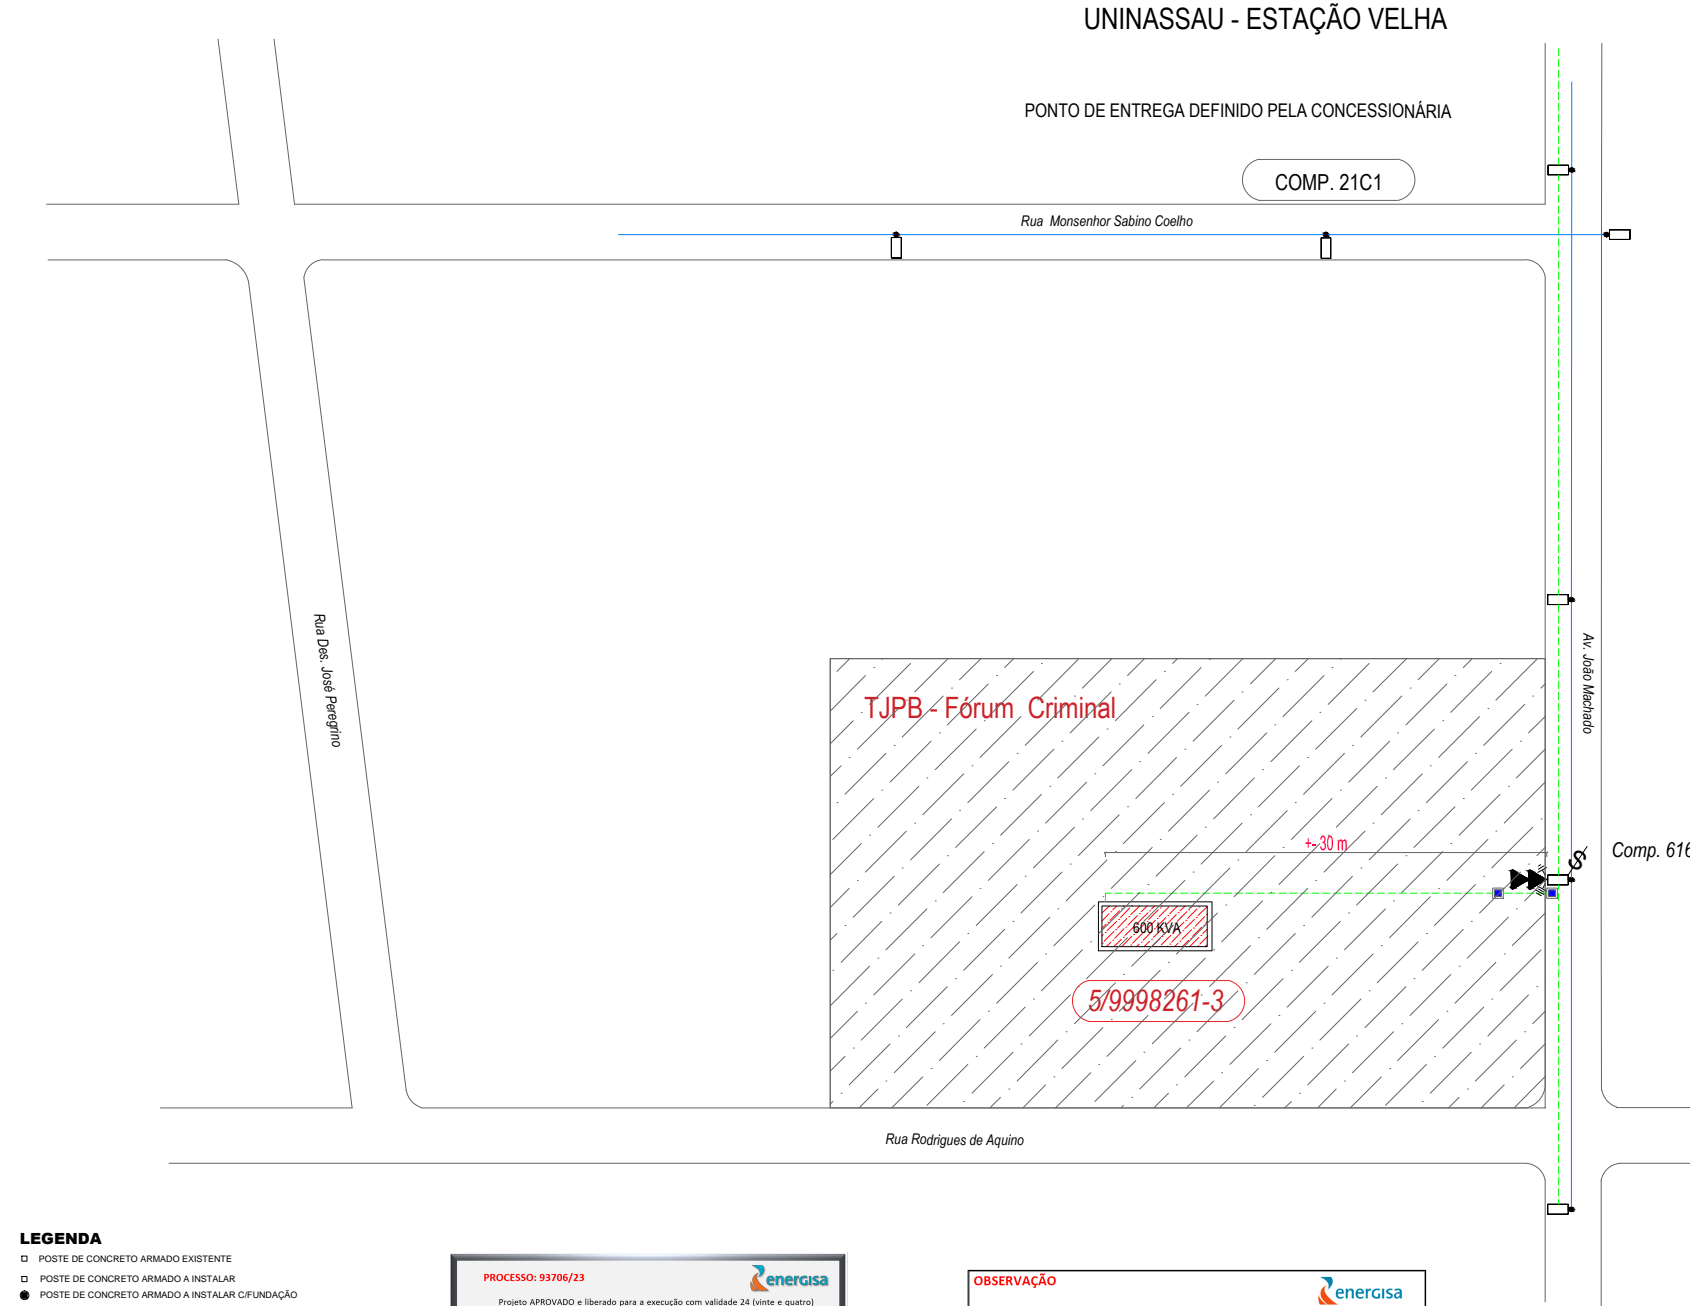 UNINASSAU - ESTAÇÃO VELHA
PONTO DE ENTREGA DEFINIDO PELA CONCESSIONÁRIA
COMP. 21C1
Rua Monsenhor Sabino Coelho
Rua Des. José Peregrino
Av. João Machado
TJPB - Fórum Criminal
+- 30 m
$
Comp. 616
600 KVA
5/9998261-3
Rua Rodrigues de Aquino
LEGENDA
POSTE DE CONCRETO ARMADO EXISTENTE
POSTE DE CONCRETO ARMADO A INSTALAR
POSTE DE CONCRETO ARMADO A INSTALAR C/FUNDAÇÃO
PROCESSO: 93706/23
energisa
Projeto APROVADO e liberado para a execução com validade 24 (vinte e quatro)
OBSERVAÇÃO
energisa